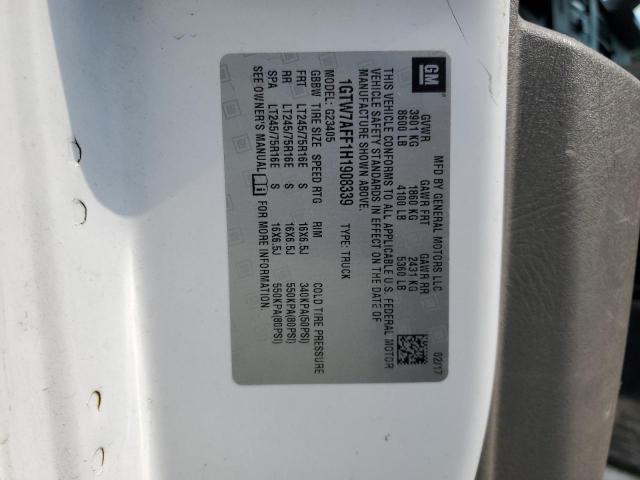 GM
MFD BY GENERAL MOTORS LLC 02/17
GVWR GAWR FRT GAWR RR
3901 KG 1860 KG 2431 KG
8600 LB 4100 LB 5360 LB
THIS VEHICLE CONFORMS TO ALL APPLICABLE U.S. FEDERAL MOTOR
VEHICLE SAFETY STANDARDS IN EFFECT ON THE DATE OF
MANUFACTURE SHOWN ABOVE.
1GTW7AFF1H1908339 TYPE: TRUCK
MODEL: G23405
GBBW TIRE SIZE SPEED RTG RIM COLD TIRE PRESSURE
FRT LT245/75R16E S 16X6.5J 340KPA(50PSI)
RR LT245/75R16E S 16X6.5J 550KPA(80PSI)
SPA LT245/75R16E S 16X6.5J 550KPA(80PSI)
SEE OWNER'S MANUAL FOR MORE INFORMATION.